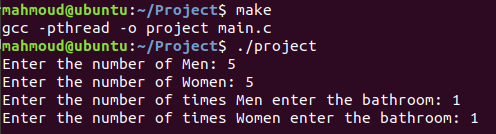 mahmoud@ubuntu:~/Project$ make
gcc -pthread -o project main.c
mahmoud@ubuntu:~/Project$ ./project
Enter the number of Men: 5
Enter the number of Women: 5
Enter the number of times Men enter the bathroom: 1
Enter the number of times Women enter the bathroom: 1